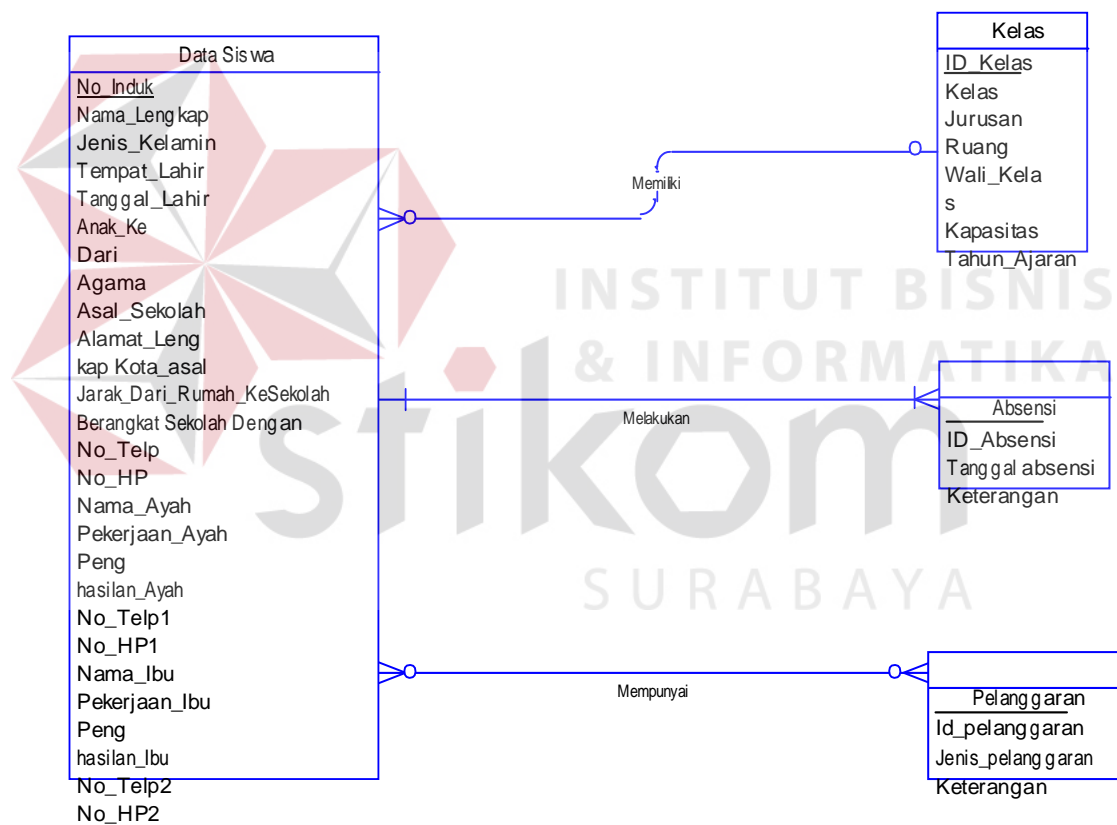 Data Siswa
No_Induk
Nama_Lengkap
Jenis_Kelamin
Tempat_Lahir
Tanggal_Lahir
Anak_Ke
Dari
Agama
Asal_Sekolah
Alamat_Leng
kap Kota_asal
Jarak_Dari_Rumah_KeSekolah
Berangkat Sekolah Dengan
No_Telp
No_HP
Nama_Ayah
Pekerjaan_Ayah
Peng
hasilan_Ayah
No_Telp1
No_HP1
Nama_Ibu
Pekerjaan_Ibu
Peng
hasilan_Ibu
No_Telp2
No_HP2
Memiliki
Melakukan
Mempunyai
Kelas
ID_Kelas
Kelas
Jurusan
Ruang
Wali_Kela
s
Kapasitas
Tahun_Ajaran
Absensi
ID_Absensi
Tanggal absensi
Keterangan
Pelanggaran
Id_pelanggaran
Jenis_pelanggaran
Keterangan
INSTITUT BISNIS
& INFORMATIKA
stikom
SURABAYA